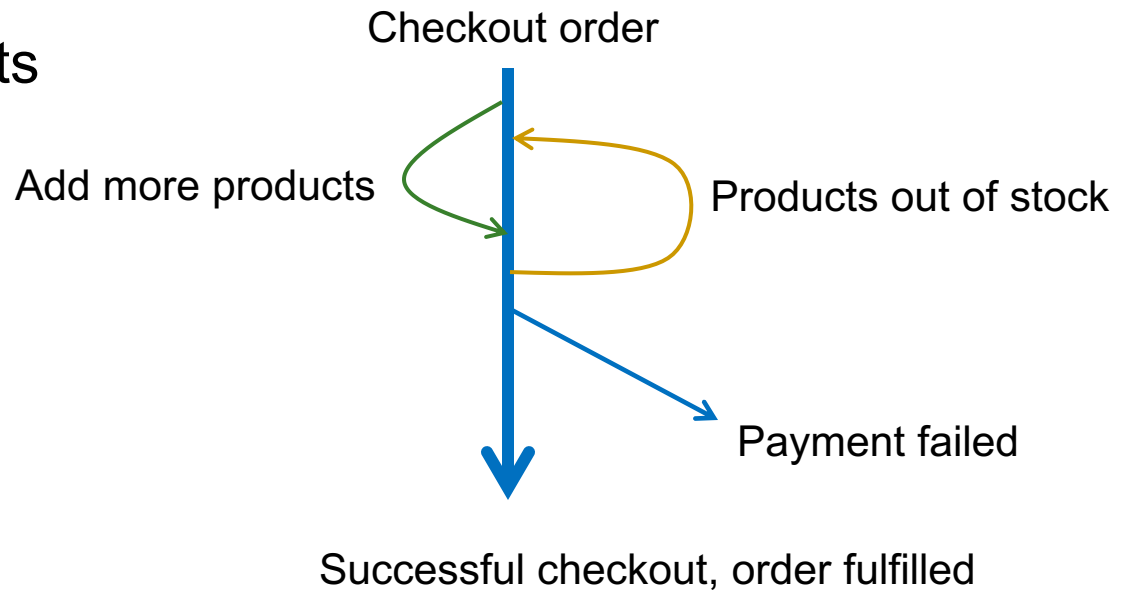 Checkout order
ts
Add more products
Products out of stock
Payment failed
Successful checkout, order fulfilled